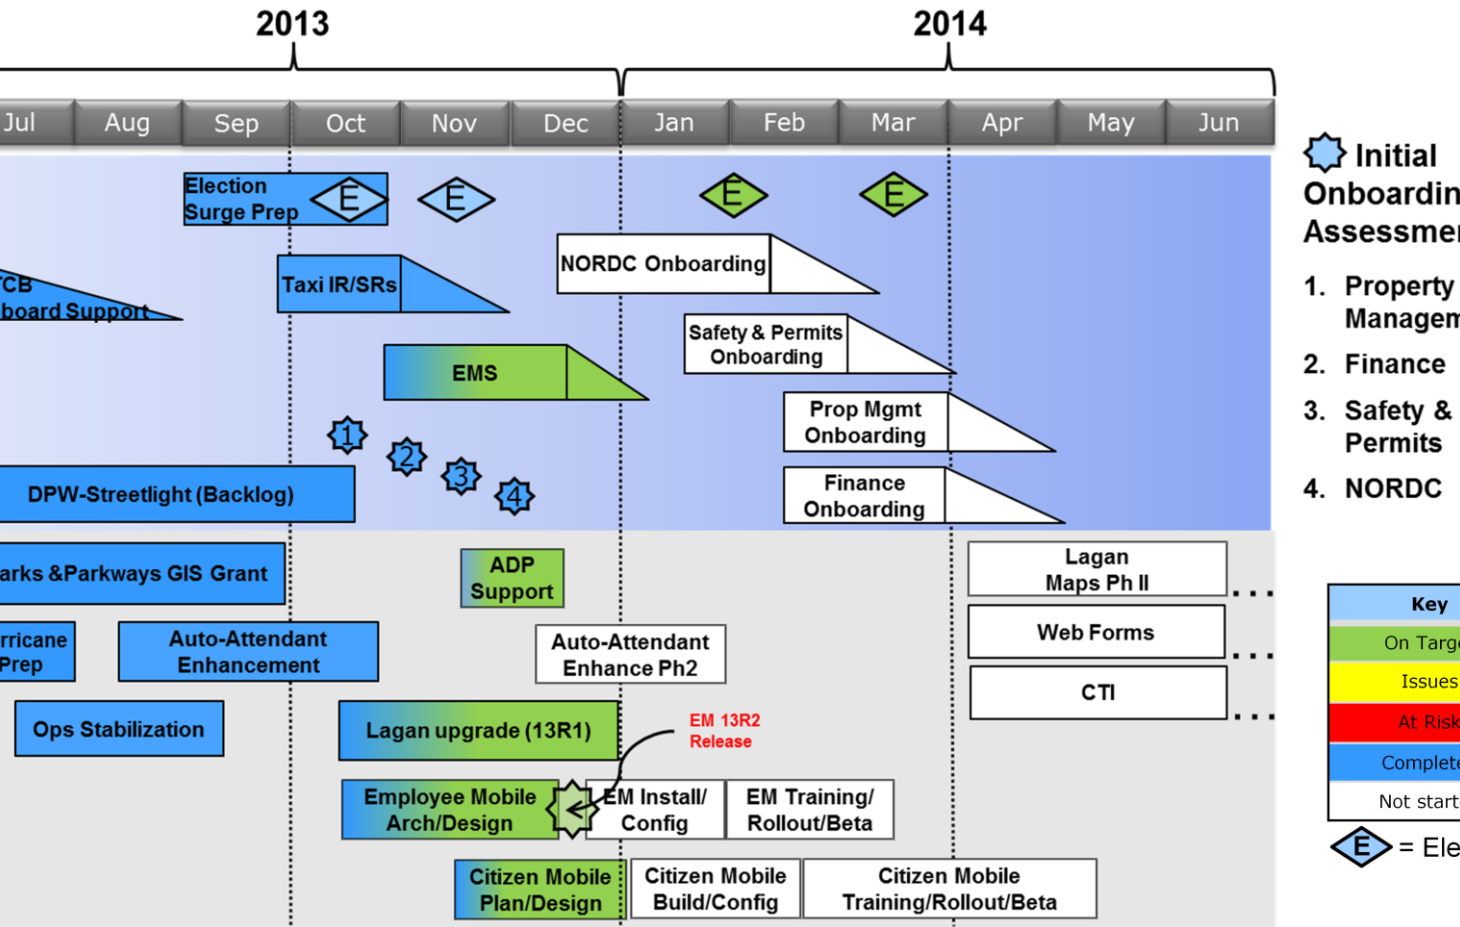 2013
2014
Jul
Aug
Sep
Oct
Nov
Dec
Jan
Feb
Mar
Apr
May
Jun
Election
Surge Prep
E
E
E
E
TCB
board Support
Taxi IR/SRs
NORDC Onboarding
Safety & Permits
Onboarding
EMS
Prop Mgmt
Onboarding
1
2
3
4
DPW-Streetlight (Backlog)
Finance
Onboarding
arks &Parkways GIS Grant
ADP
Support
Lagan
Maps Ph II
...
rricane
Prep
Auto-Attendant
Enhancement
Auto-Attendant
Enhance Ph2
Web Forms
...
CTI
...
Ops Stabilization
Lagan upgrade (13R1)
EM 13R2
Release
Employee Mobile
Arch/Design
EM Install/
Config
EM Training/
Rollout/Beta
Citizen Mobile
Plan/Design
Citizen Mobile
Build/Config
Citizen Mobile
Training/Rollout/Beta
Initial
Onboardin
Assessme
1. Property
Managem
2. Finance
3. Safety &
Permits
4. NORDC
Key
On Targ
Issues
At Risk
Complete
Not start
E = Ele